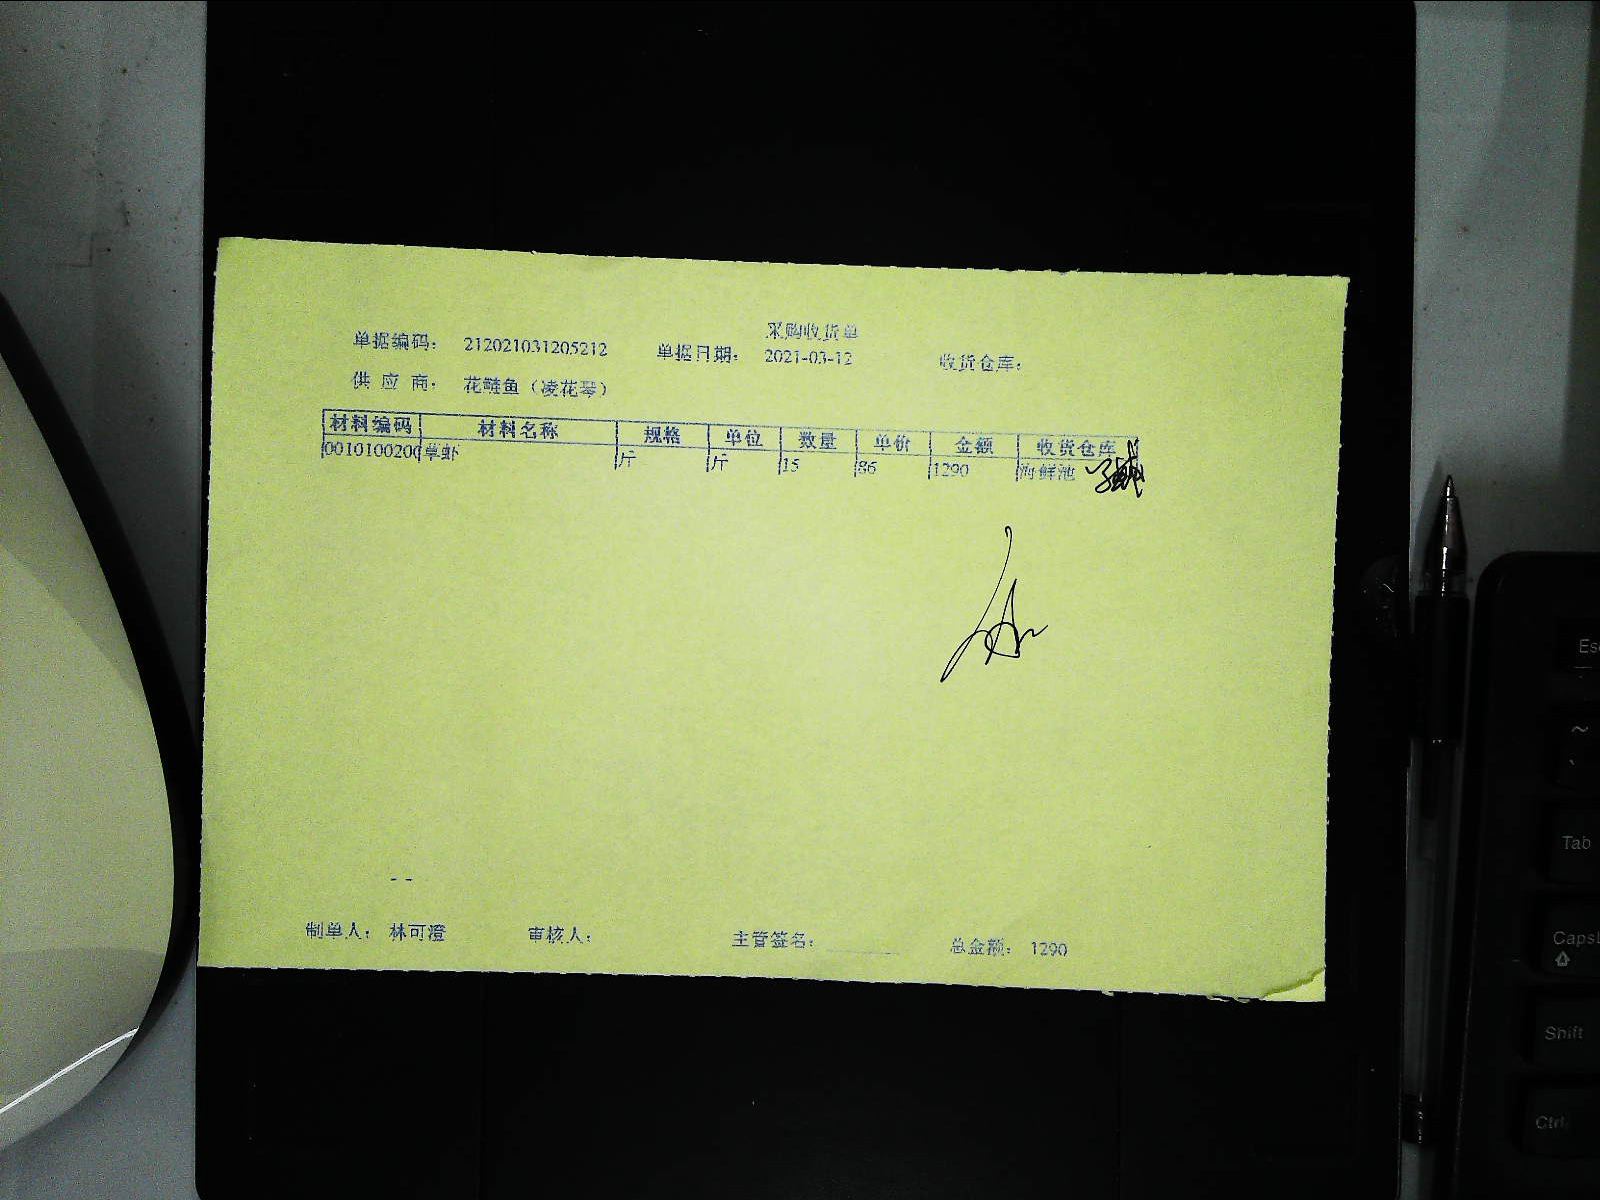 采购收货单
单据编码: 212021031205212 单据日期: 2021-03-12 收货仓库:
供 应 商: 花鲢鱼（凌花琴）
材料编码 材料名称 规格 单位 数量 单价 金额 收货仓库
0010100200 草虾 斤 斤 15 86 1290 海鲜池
--
制单人: 林可澄 审核人: 主管签名: 总金额: 1290
Esc
~
`
Tab
Caps
Shift
Ctrl